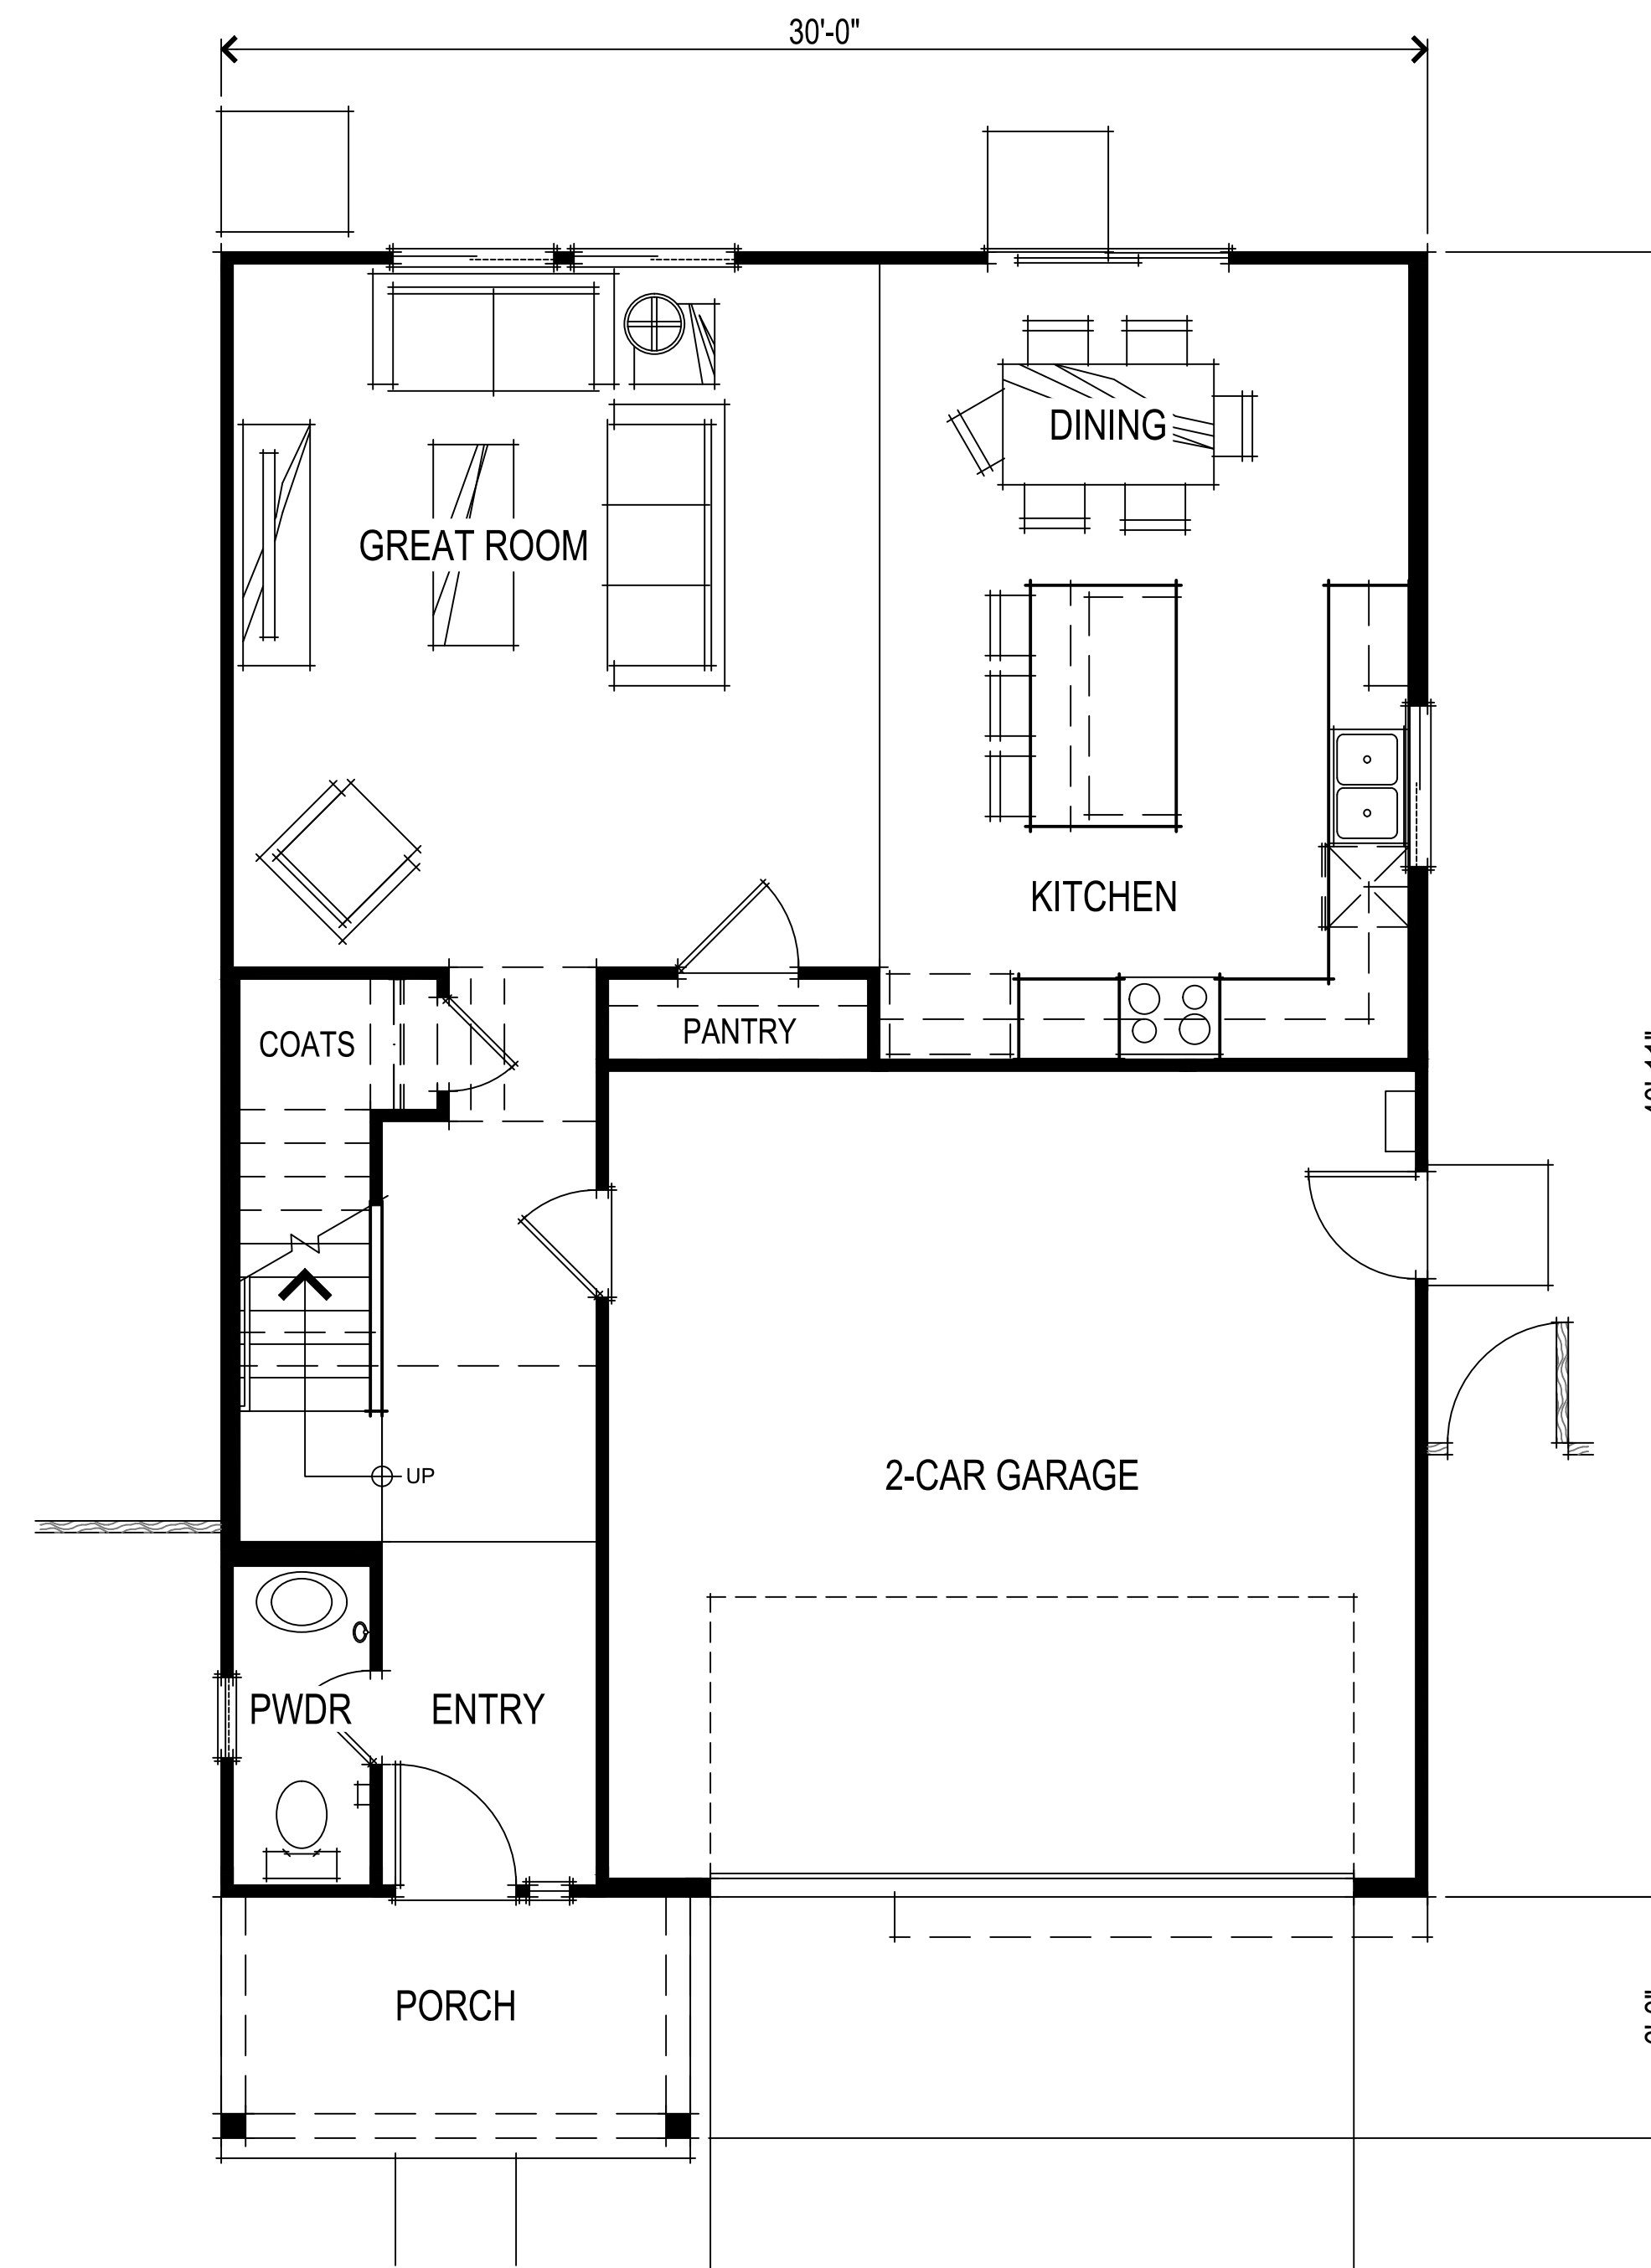 30'-0"
DINING
GREAT ROOM
KITCHEN
PANTRY
COATS
2-CAR GARAGE
UP
PWDR
ENTRY
PORCH